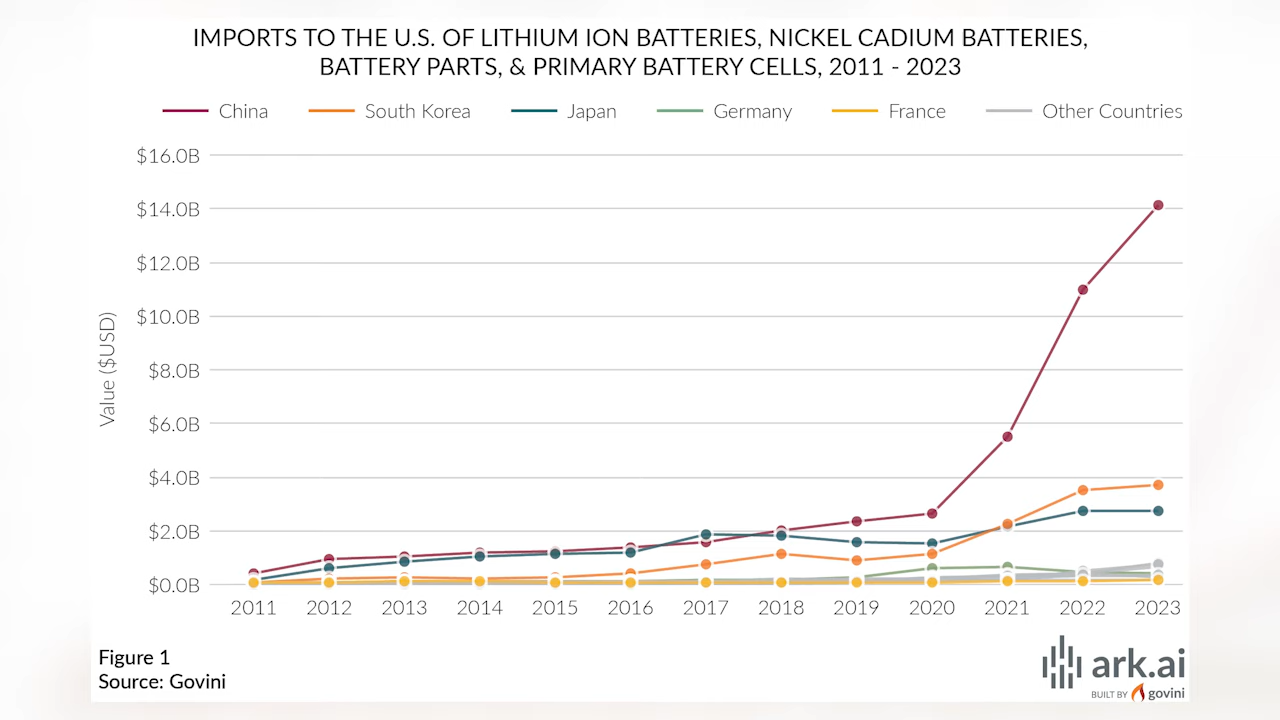 IMPORTS TO THE U.S. OF LITHIUM ION BATTERIES, NICKEL CADIUM BATTERIES,
BATTERY PARTS, & PRIMARY BATTERY CELLS, 2011 - 2023
China South Korea Japan Germany France Other Countries
$16.0B
$14.0B
$12.0B
$10.0B
$8.0B
$6.0B
$4.0B
$2.0B
$0.0B
Value ($USD)
2011 2012 2013 2014 2015 2016 2017 2018 2019 2020 2021 2022 2023
Figure 1
Source: Govini
ark.ai
BUILT BY govini